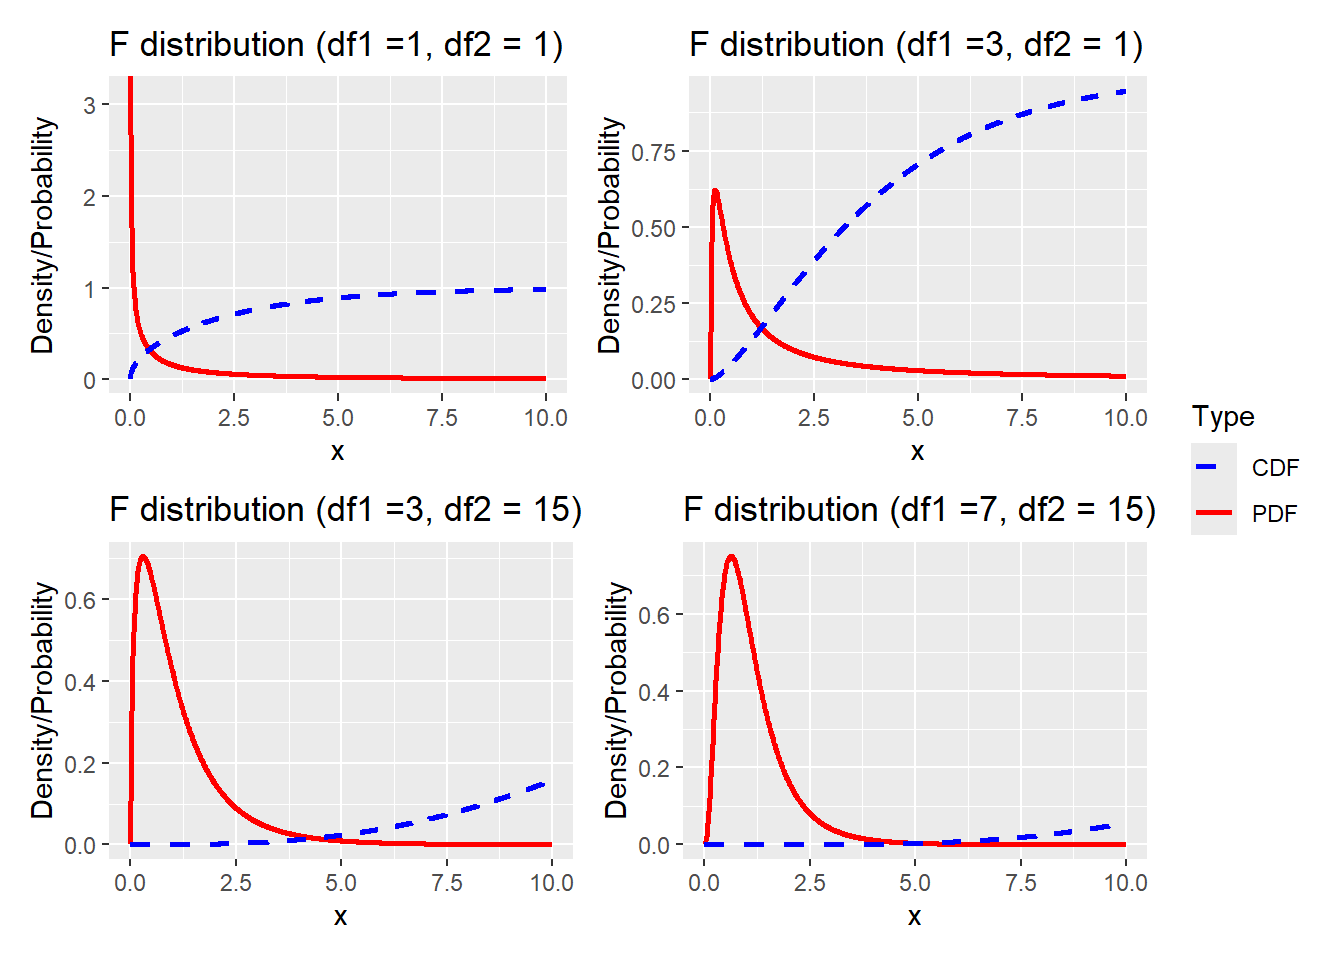 F distribution (df1 =1, df2 = 1)
Density/Probability
3
2
1
0
0.0 2.5 5.0 7.5 10.0
x
F distribution (df1 =3, df2 = 1)
Density/Probability
0.75
0.50
0.25
0.00
0.0 2.5 5.0 7.5 10.0
x
F distribution (df1 =3, df2 = 15)
Density/Probability
0.6
0.4
0.2
0.0
0.0 2.5 5.0 7.5 10.0
x
F distribution (df1 =7, df2 = 15)
Density/Probability
0.6
0.4
0.2
0.0
0.0 2.5 5.0 7.5 10.0
x
Type
CDF
PDF